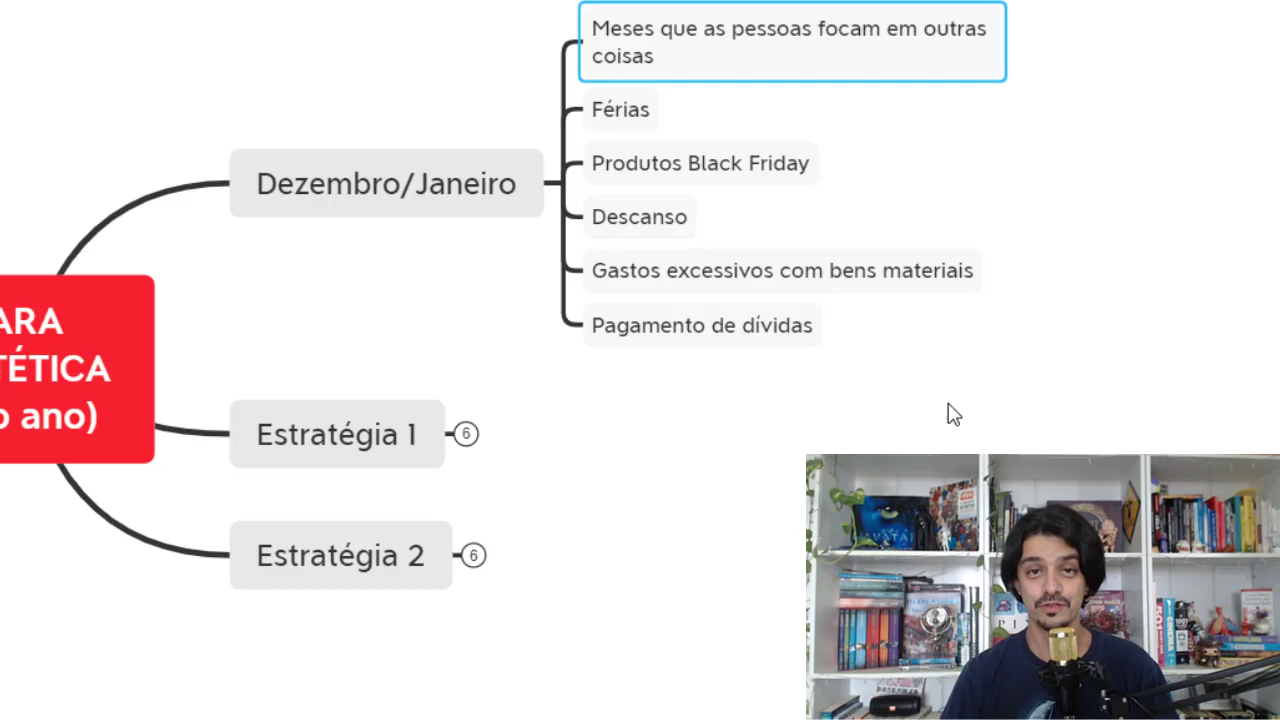 Meses que as pessoas focam em outras
coisas
Férias
Produtos Black Friday
Dezembro/Janeiro
Descanso
Gastos excessivos com bens materiais
Pagamento de dívidas
ARA
TÉTICA
o ano)
Estratégia 1
6
Estratégia 2
6